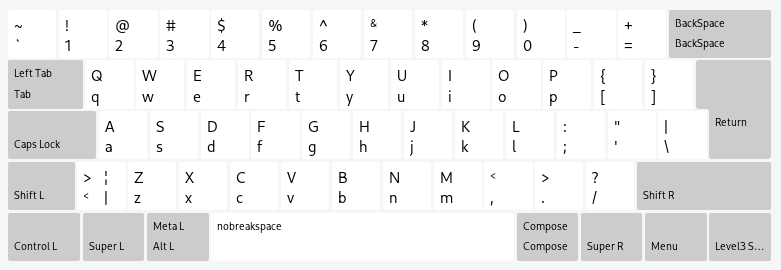 ~ ! @ # $ % ^ & * ( ) _ + BackSpace
` 1 2 3 4 5 6 7 8 9 0 - = BackSpace
Left Tab Q W E R T Y U I O P { }
Tab q w e r t y u i o p [ ]
A S D F G H J K L : " | Return
Caps Lock a s d f g h j k l ; ' \
> ¦ Z X C V B N M < > ?
Shift L < | z x c v b n m , . / Shift R
Meta L nobreakspace Compose
Control L Super L Alt L Compose Super R Menu Level3 S...